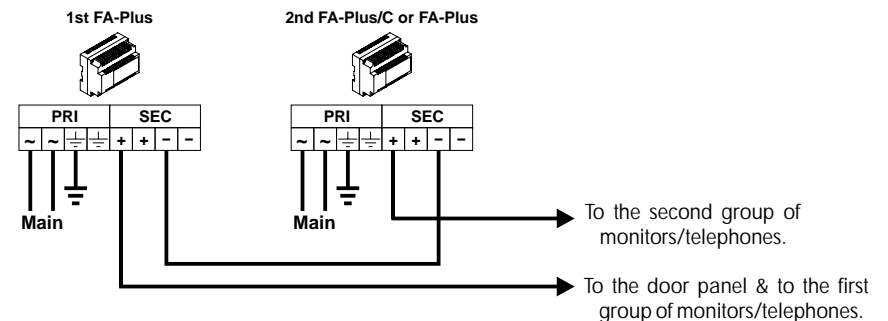 1st FA-Plus
2nd FA-Plus/C or FA-Plus
PRI SEC
~ ~ + + − −
PRI SEC
~ ~ + + − −
Main
Main
To the second group of
monitors/telephones.
To the door panel & to the first
group of monitors/telephones.